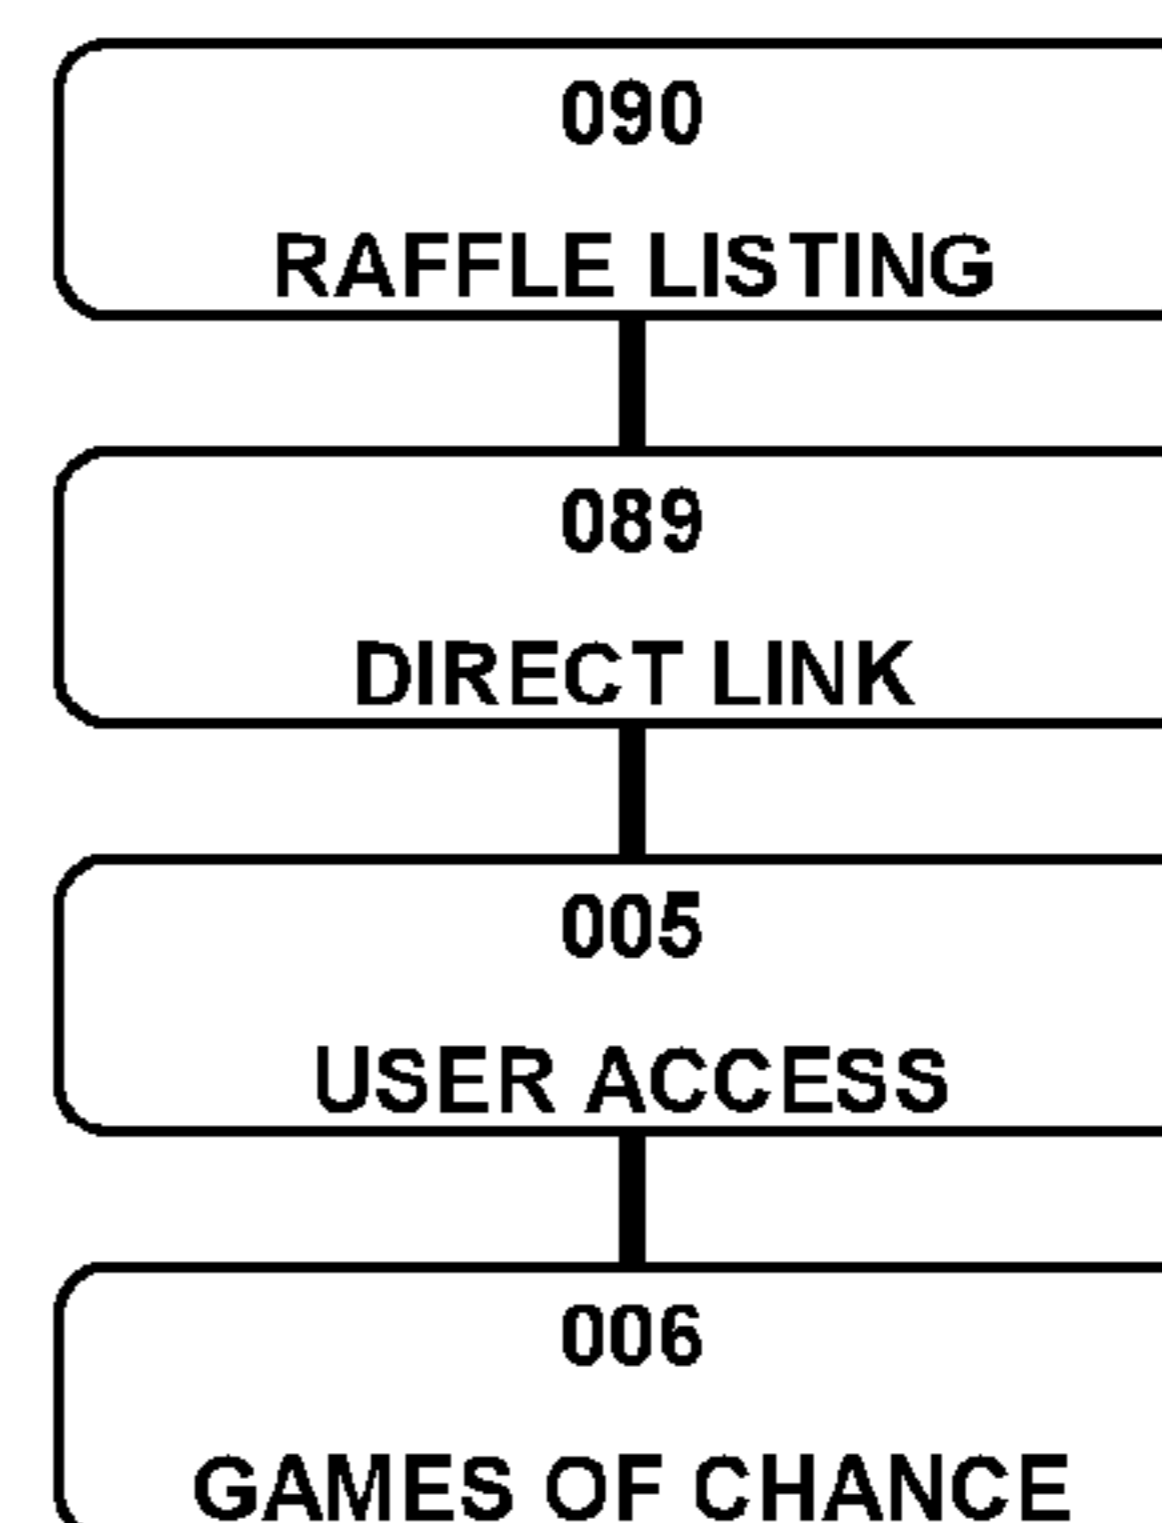 090
RAFFLE LISTING
089
DIRECT LINK
005
USER ACCESS
006
GAMES OF CHANCE